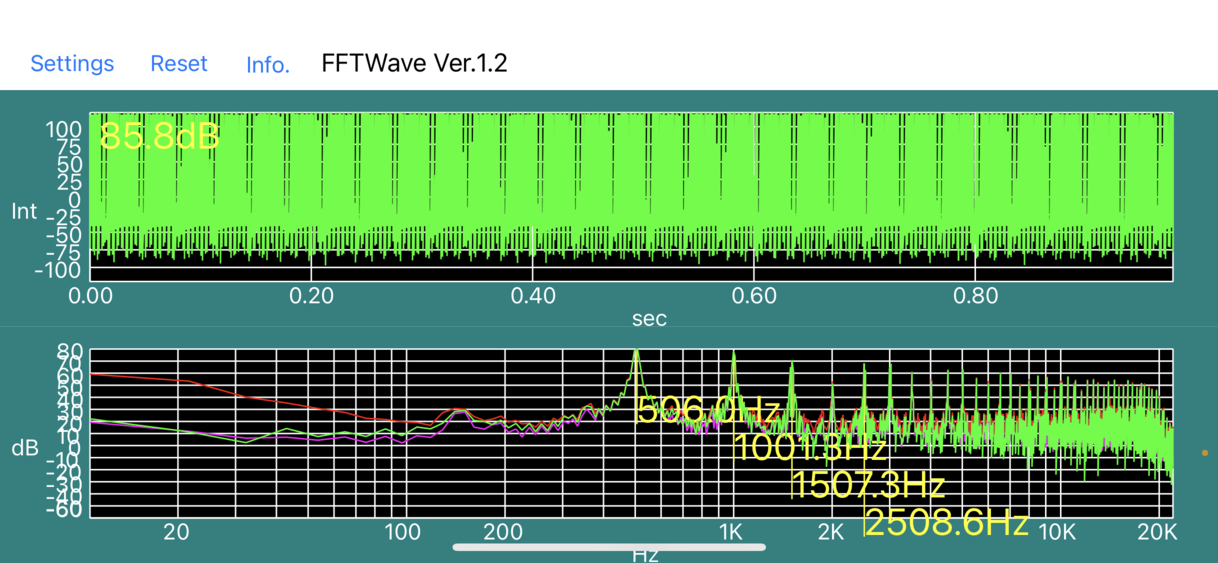 Settings Reset Info. FFTWave Ver.1.2
85.8dB
100
75
50
25
0
-25
-50
-75
-100
Int
0.00 0.20 0.40 0.60 0.80
sec
80
70
60
50
40
30
20
10
0
-10
-20
-30
-40
-50
-60
dB
506.0Hz
1001.3Hz
1507.3Hz
2508.6Hz
20 100 200 1K 2K 10K 20K
Hz